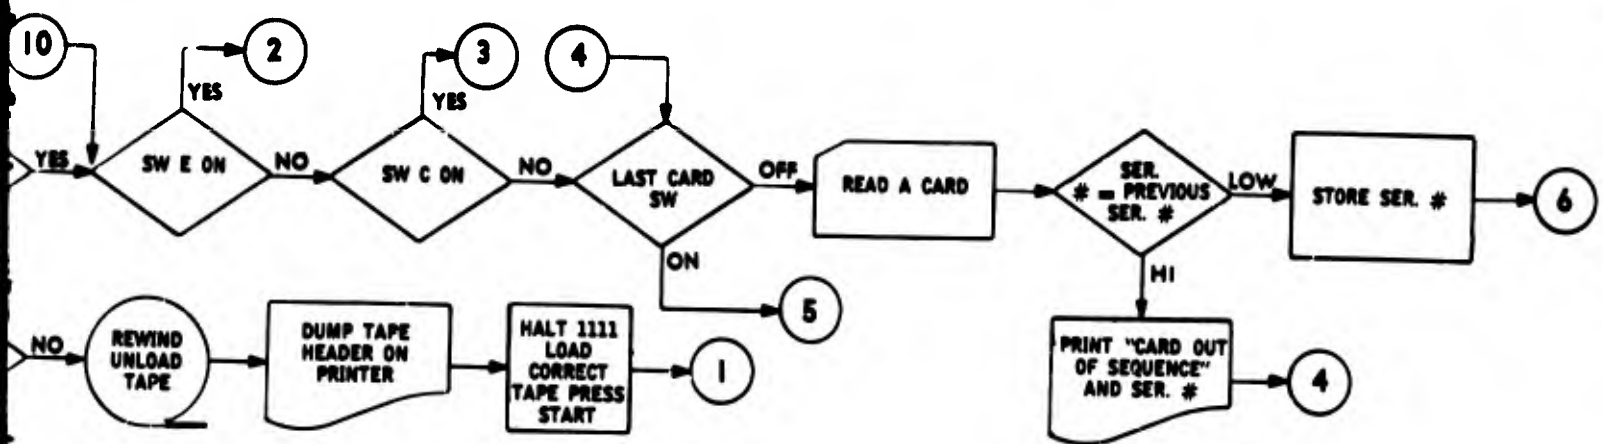 10
2
3
4
YES
YES
YES
SW E ON
NO
SW C ON
NO
LAST CARD
SW
OFF
READ A CARD
SER.
# = PREVIOUS
SER. #
LOW
STORE SER. #
6
ON
HI
5
NO
REWIND
UNLOAD
TAPE
DUMP TAPE
HEADER ON
PRINTER
HALT 1111
LOAD
CORRECT
TAPE PRESS
START
1
PRINT "CARD OUT
OF SEQUENCE"
AND SER. #
4